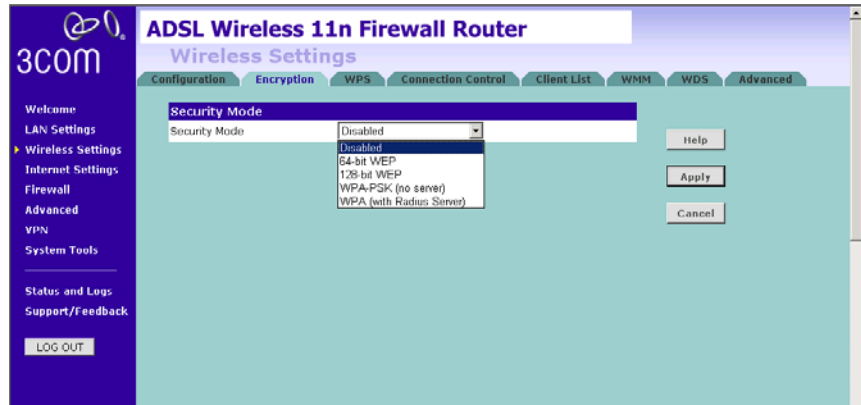 3COM
ADSL Wireless 11n Firewall Router
Wireless Settings
Configuration Encryption WPS Connection Control Client List WMM WDS Advanced
Welcome
LAN Settings
Wireless Settings
Internet Settings
Firewall
Advanced
VPN
System Tools
Status and Logs
Support/Feedback
LOG OUT
Security Mode
Security Mode Disabled
Disabled
64-bit WEP
128-bit WEP
WPA-PSK (no server)
WPA (with Radius Server)
Help
Apply
Cancel